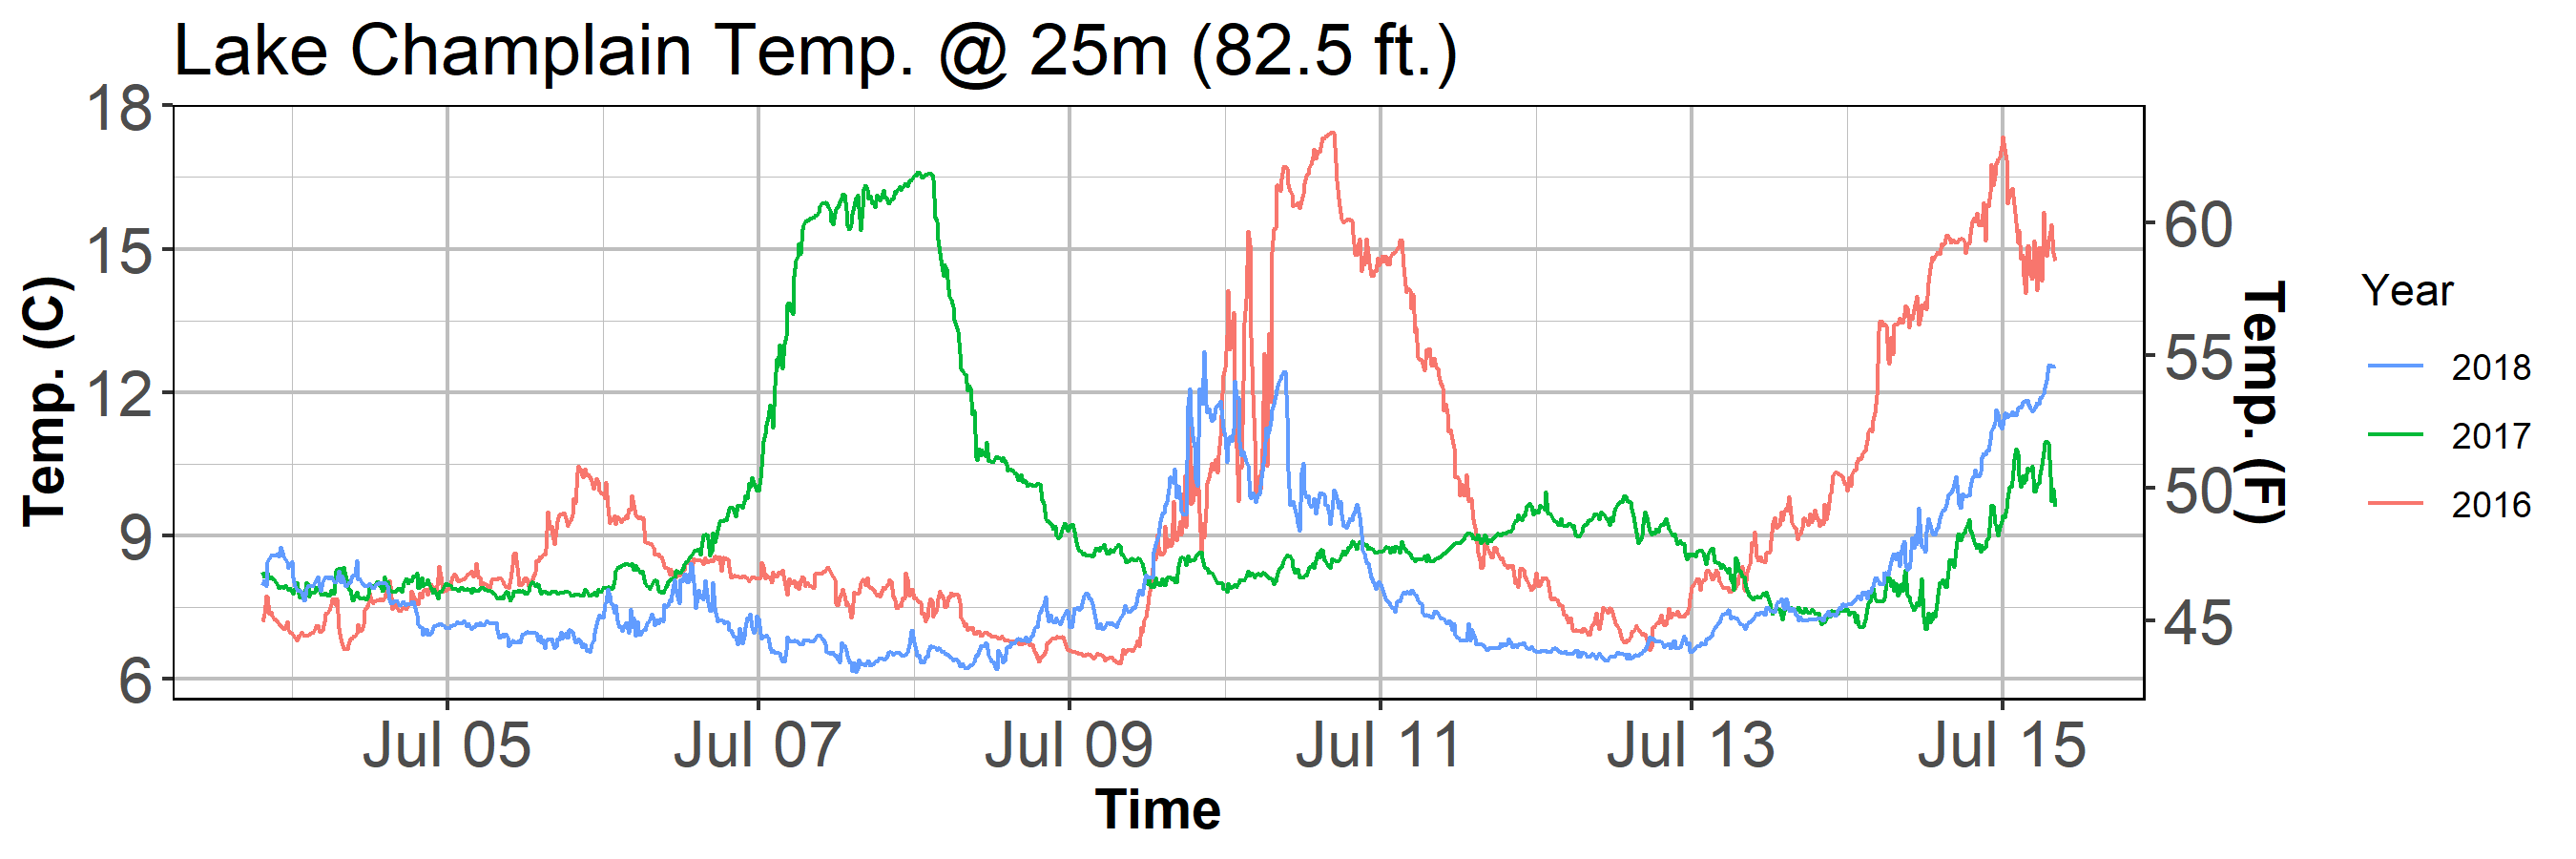 Lake Champlain Temp. @ 25m (82.5 ft.)
18
15
12
9
6
Temp. (C)
60
55
50
45
Temp. (F)
Jul 05 Jul 07 Jul 09 Jul 11 Jul 13 Jul 15
Time
Year
2018
2017
2016